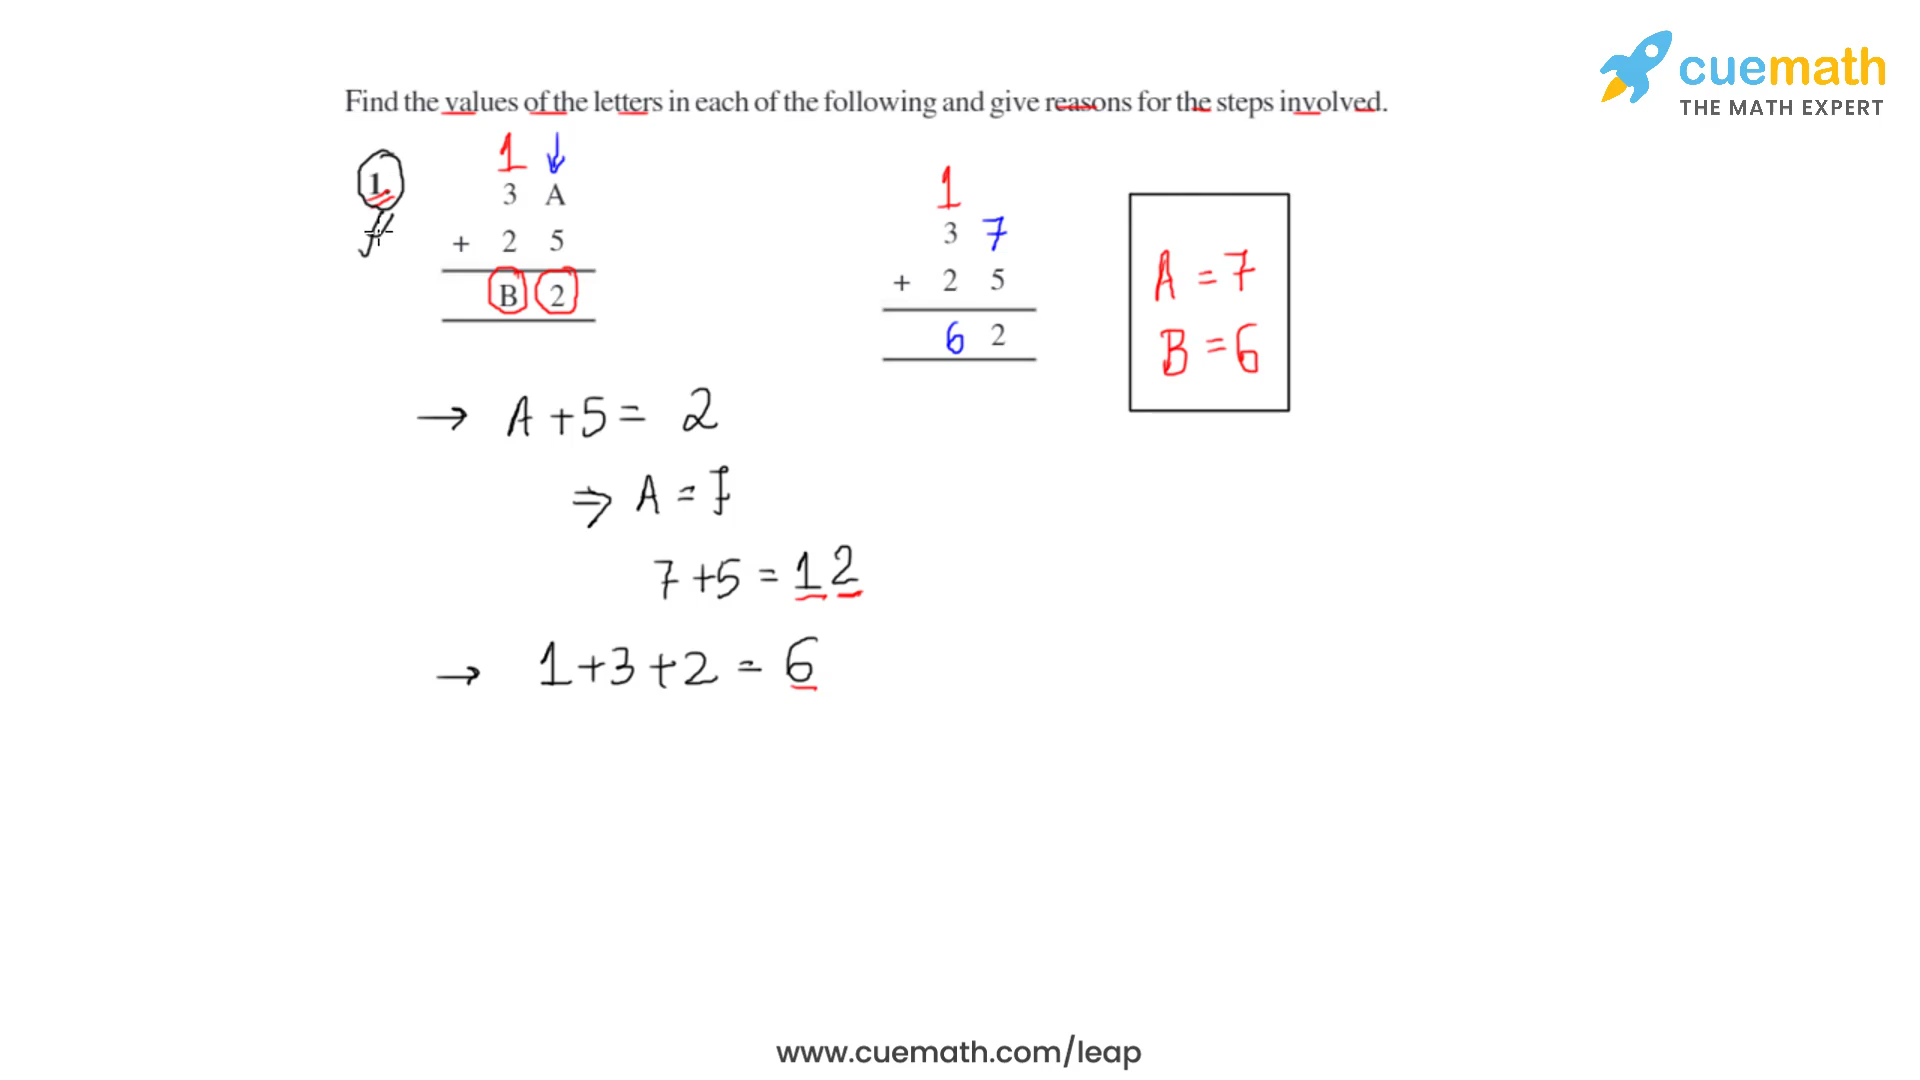 cuemath
THE MATH EXPERT
Find the values of the letters in each of the following and give reasons for the steps involved.
1.
1
3 A
+ 2 5
B 2
1
3 7
+ 2 5
6 2
A = 7
B = 6
→ A + 5 = 2
⇒ A = 7
7 + 5 = 12
→ 1 + 3 + 2 = 6
www.cuemath.com/leap